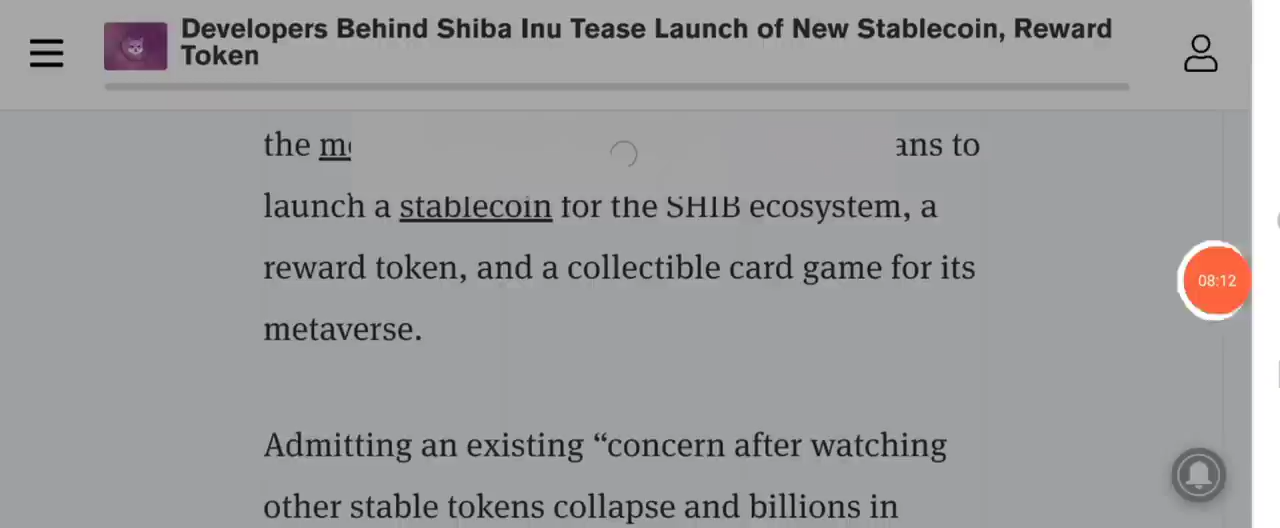 Developers Behind Shiba Inu Tease Launch of New Stablecoin, Reward
Token
the ans to
launch a stablecoin for the SHIB ecosystem, a
reward token, and a collectible card game for its
metaverse.
08:12
Admitting an existing “concern after watching
other stable tokens collapse and billions in